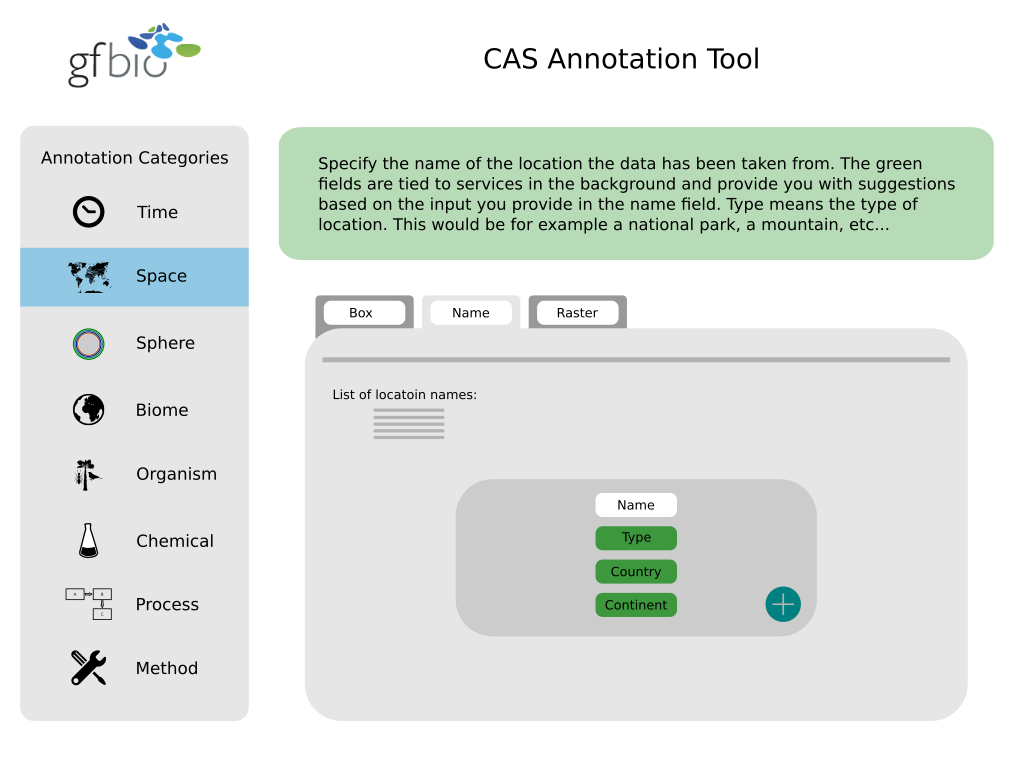 gfbio
CAS Annotation Tool
Annotation Categories
Time
Space
Sphere
Biome
Organism
Chemical
Process
Method
Specify the name of the location the data has been taken from. The green
fields are tied to services in the background and provide you with suggestions
based on the input you provide in the name field. Type means the type of
location. This would be for example a national park, a mountain, etc...
Box
Name
Raster
List of locatoin names:
Name
Type
Country
Continent